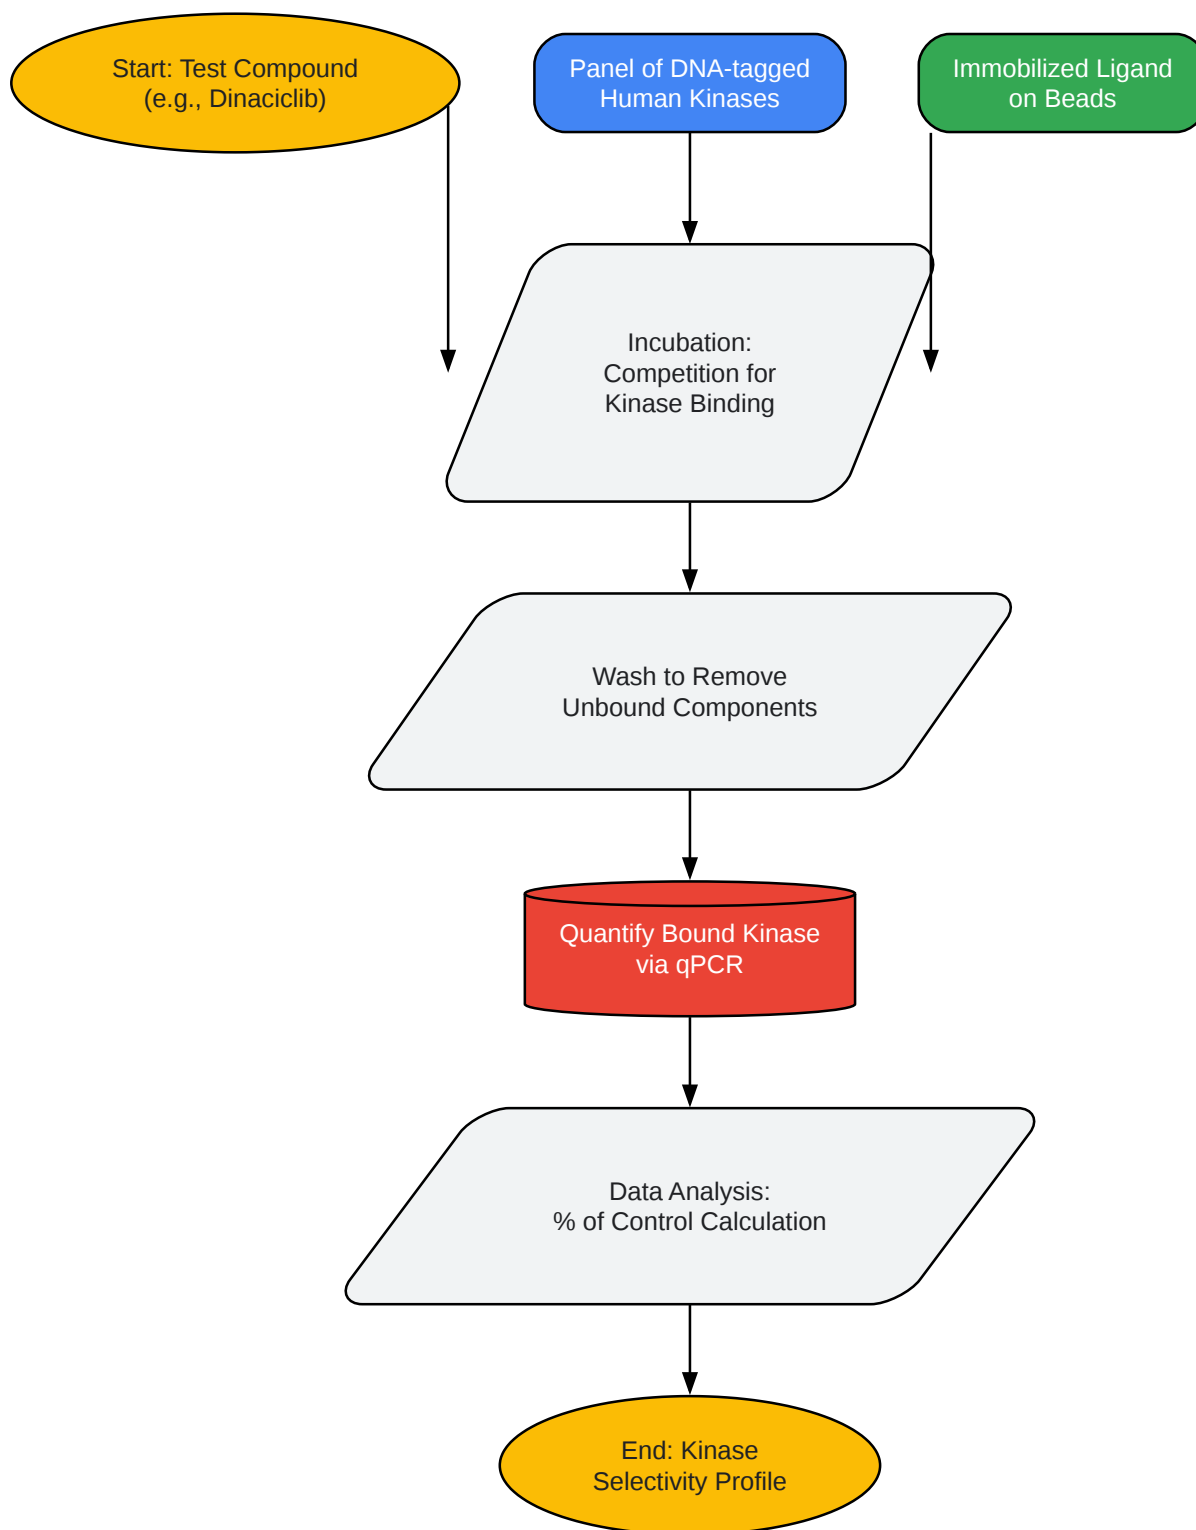 Start: Test Compound
(e.g., Dinaciclib)
Panel of DNA-tagged
Human Kinases
Immobilized Ligand
on Beads
Incubation:
Competition for
Kinase Binding
Wash to Remove
Unbound Components
Quantify Bound Kinase
via qPCR
Data Analysis:
% of Control Calculation
End: Kinase
Selectivity Profile